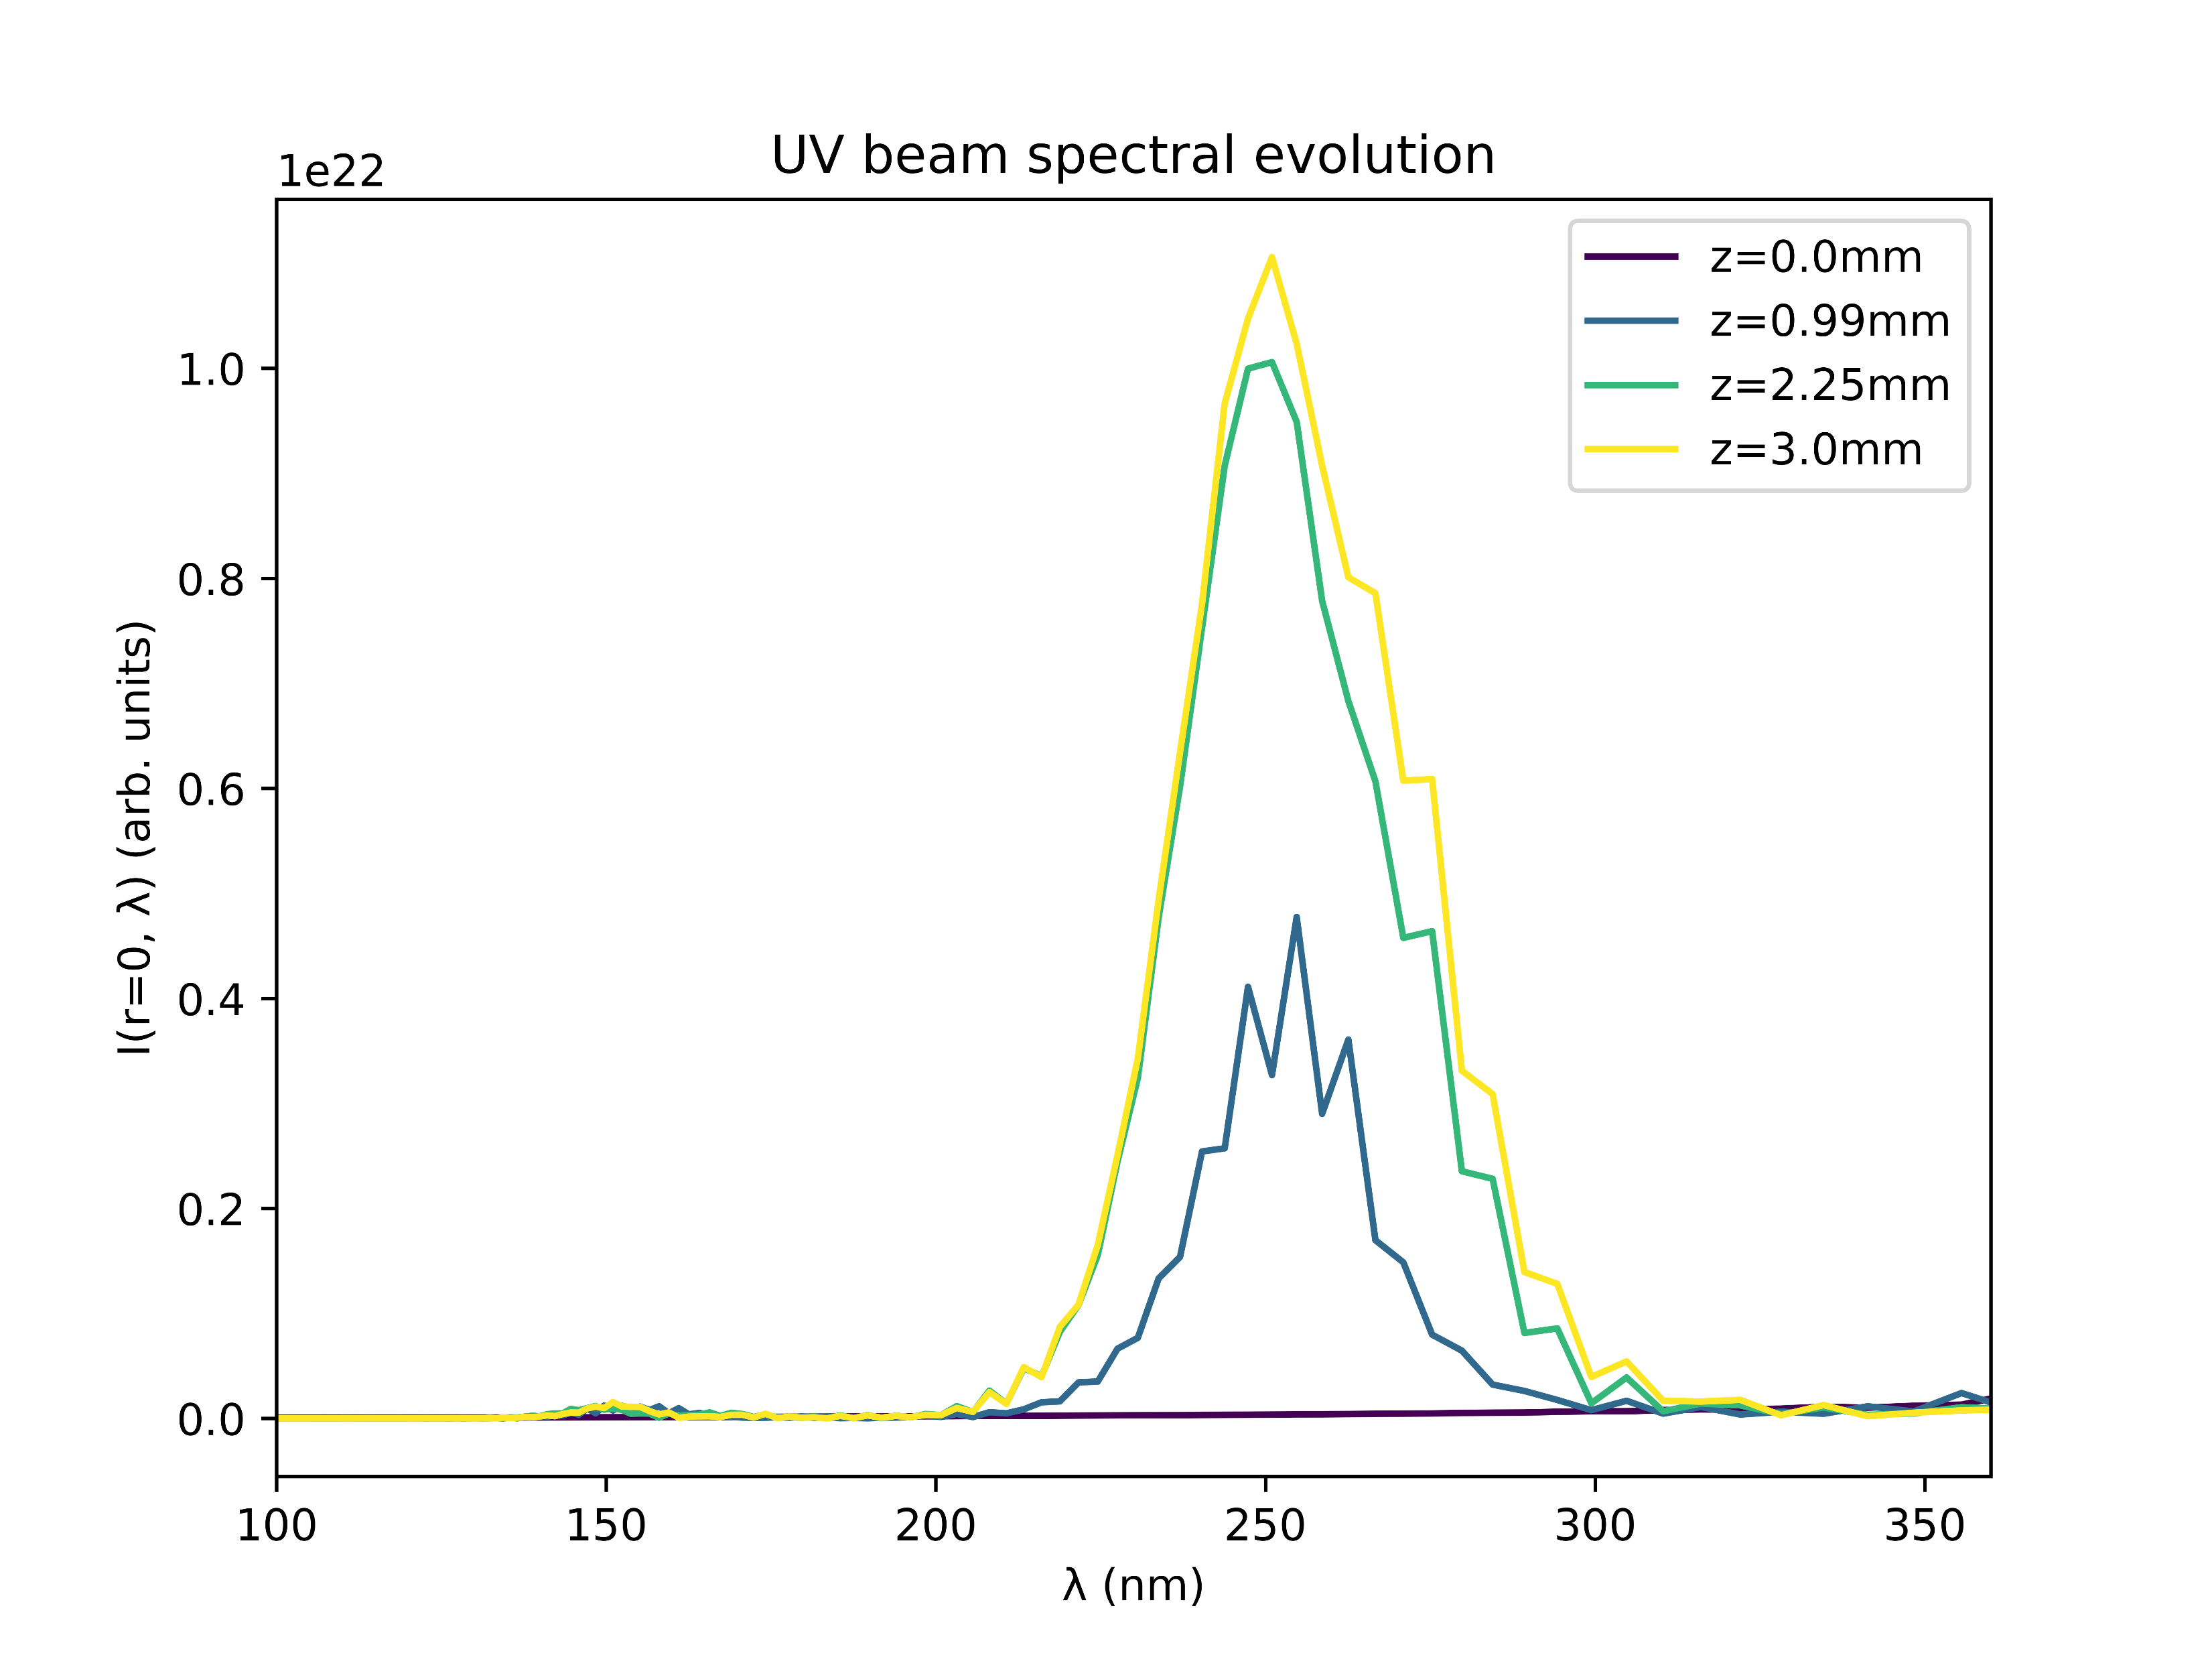 UV beam spectral evolution
1e22
z=0.0mm
z=0.99mm
z=2.25mm
z=3.0mm
1.0
0.8
0.6
0.4
0.2
0.0
I(r=0, λ) (arb. units)
100 150 200 250 300 350
λ (nm)